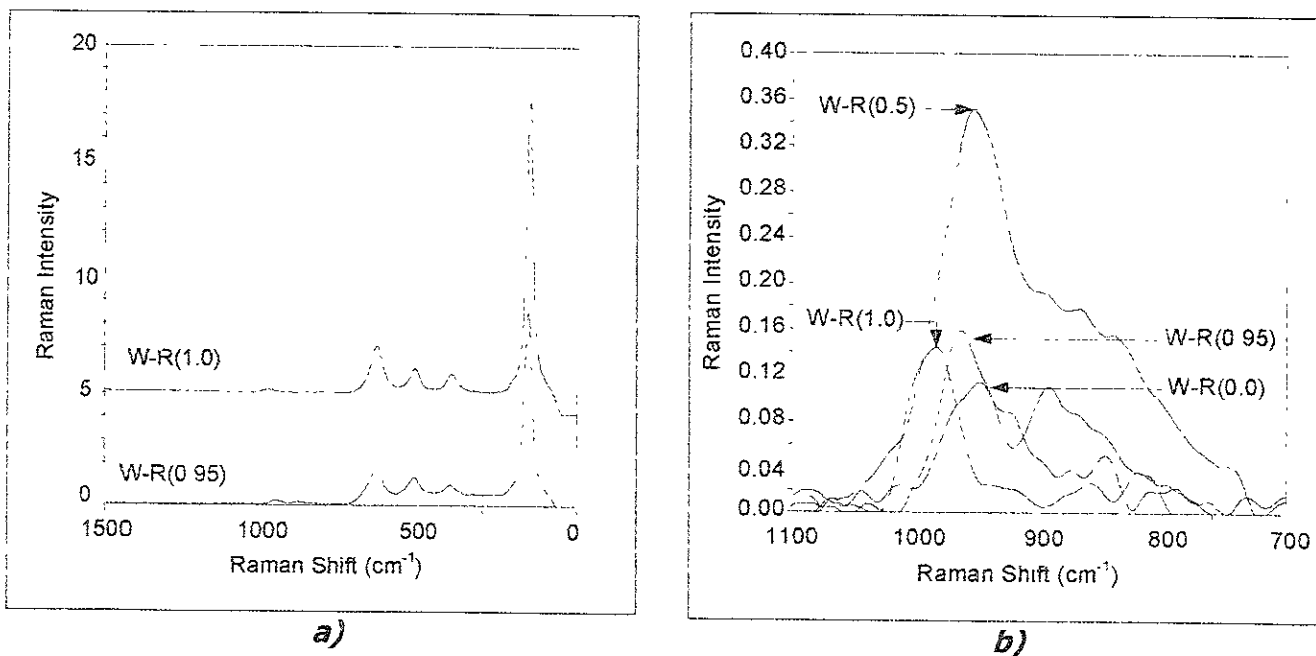 20
15
10
5
0
Raman Intensity
W-R(1.0)
W-R(0 95)
1500
1000
500
0
Raman Shift (cm⁻¹)
a)
0.40
0.36
0.32
0.28
0.24
0.20
0.16
0.12
0.08
0.04
0.00
Raman Intensity
W-R(0.5)
W-R(1.0)
W-R(0 95)
W-R(0.0)
1100
1000
900
800
700
Raman Shift (cm⁻¹)
b)